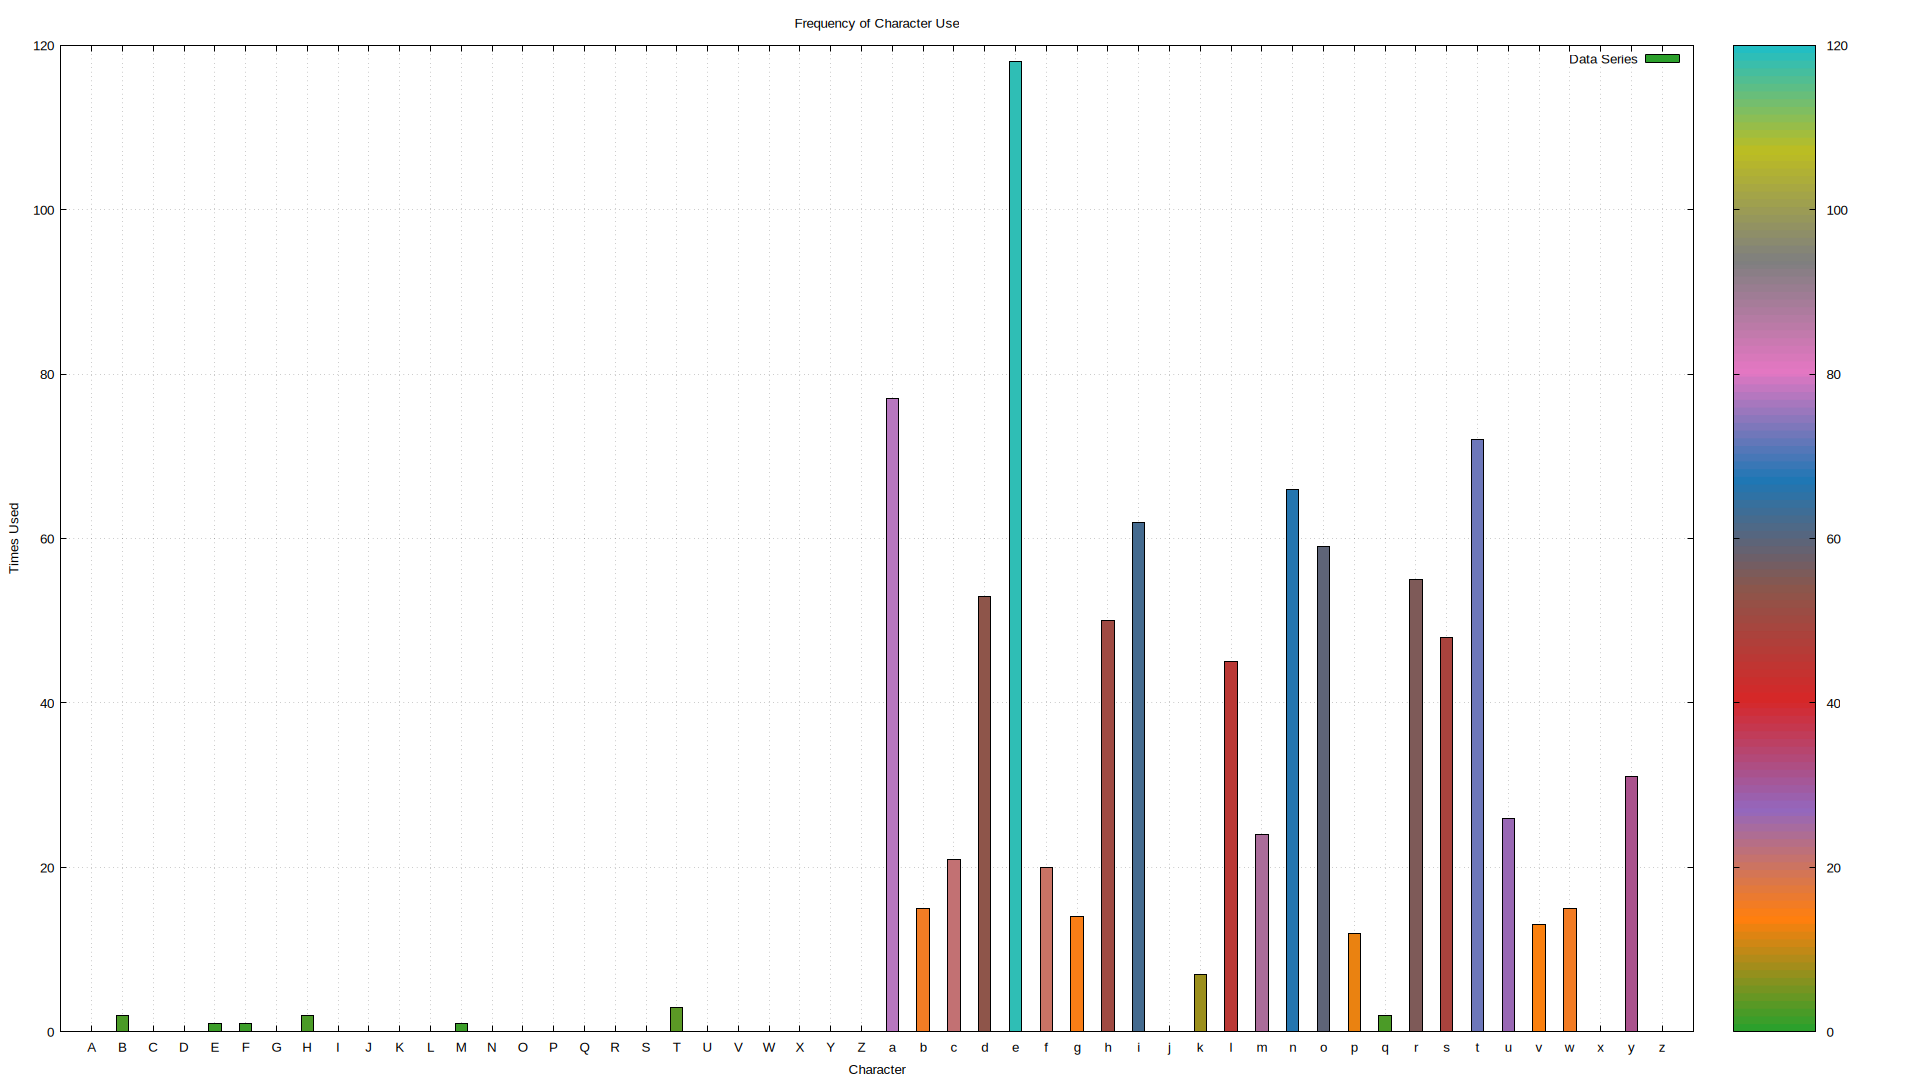 Frequency of Character Use
Data Series
120
100
80
60
40
20
0
Times Used
A B C D E F G H I J K L M N O P Q R S T U V W X Y Z a b c d e f g h i j k l m n o p q r s t u v w x y z
Character
120
100
80
60
40
20
0